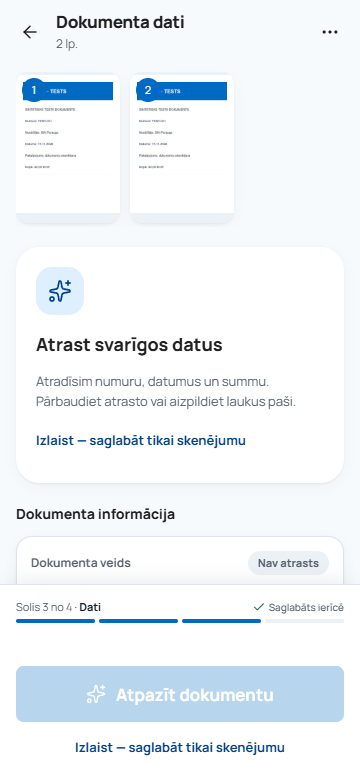 Dokumenta dati
2 lp.
1
- TESTS
2
- TESTS
Atrast svarīgos datus
Atradīsim numuru, datumus un summu.
Pārbaudiet atrasto vai aizpildiet laukus paši.
Izlaist — saglabāt tikai skenējumu
Dokumenta informācija
Dokumenta veids
Nav atrasts
Solis 3 no 4 · Dati
Saglabāts ierīcē
Atpazīt dokumentu
Izlaist — saglabāt tikai skenējumu